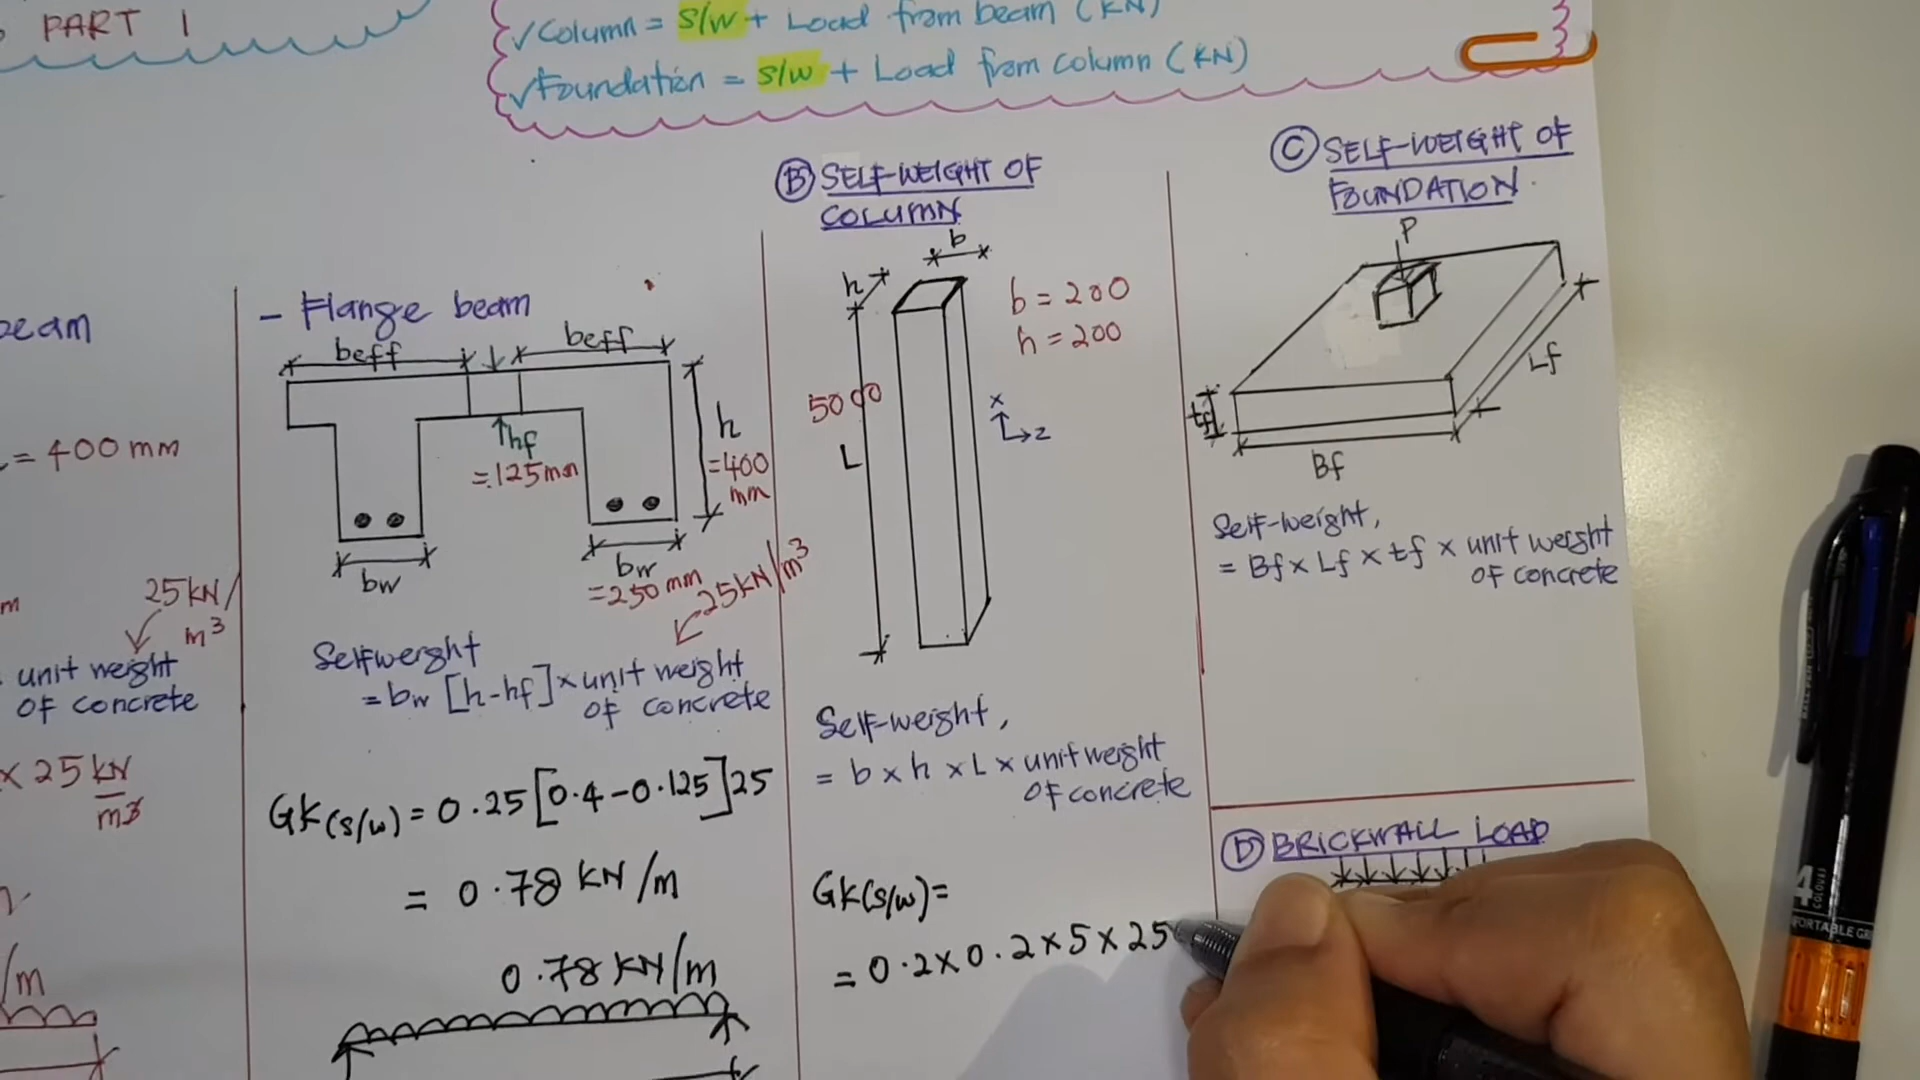 PART 1
√ Column = S/W + Load from beam (KN)
√ Foundation = S/W + Load from column (KN)
beam
= 400 mm
25 KN/
m³
unit weight
of concrete
× 25 KN
m³
/m
- Flange beam
beff
beff
hf
= 125mm
h
= 400
mm
bw
bw
= 250 mm
25KN/m³
Selfweight
= bw [h-hf] × unit weight
of concrete
GK(s/w) = 0.25[0.4-0.125]25
= 0.78 KN/m
0.78 KN/m
B SELF-WEIGHT OF
COLUMN
b
h
b = 200
h = 200
5000
L
x
z
Self-weight,
= b × h × L × unit weight
of concrete
GK(s/w)=
= 0.2×0.2×5×25
C SELF-WEIGHT OF
FOUNDATION
P
tf
Lf
Bf
Self-weight,
= Bf × Lf × tf × unit weight
of concrete
D BRICKWALL LOAD
4
COLOURS